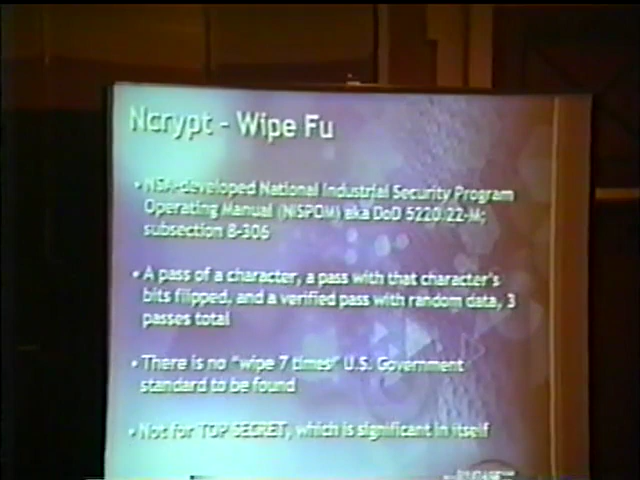 Ncrypt - Wipe Fu
• NSA-developed National Industrial Security Program
Operating Manual (NISPOM) aka DoD 5220.22-M;
subsection 8-306
• A pass of a character, a pass with that character's
bits flipped, and a verified pass with random data, 3
passes total
• There is no "wipe 7 times" U.S. Government
standard to be found
• Not for TOP SECRET, which is significant in itself